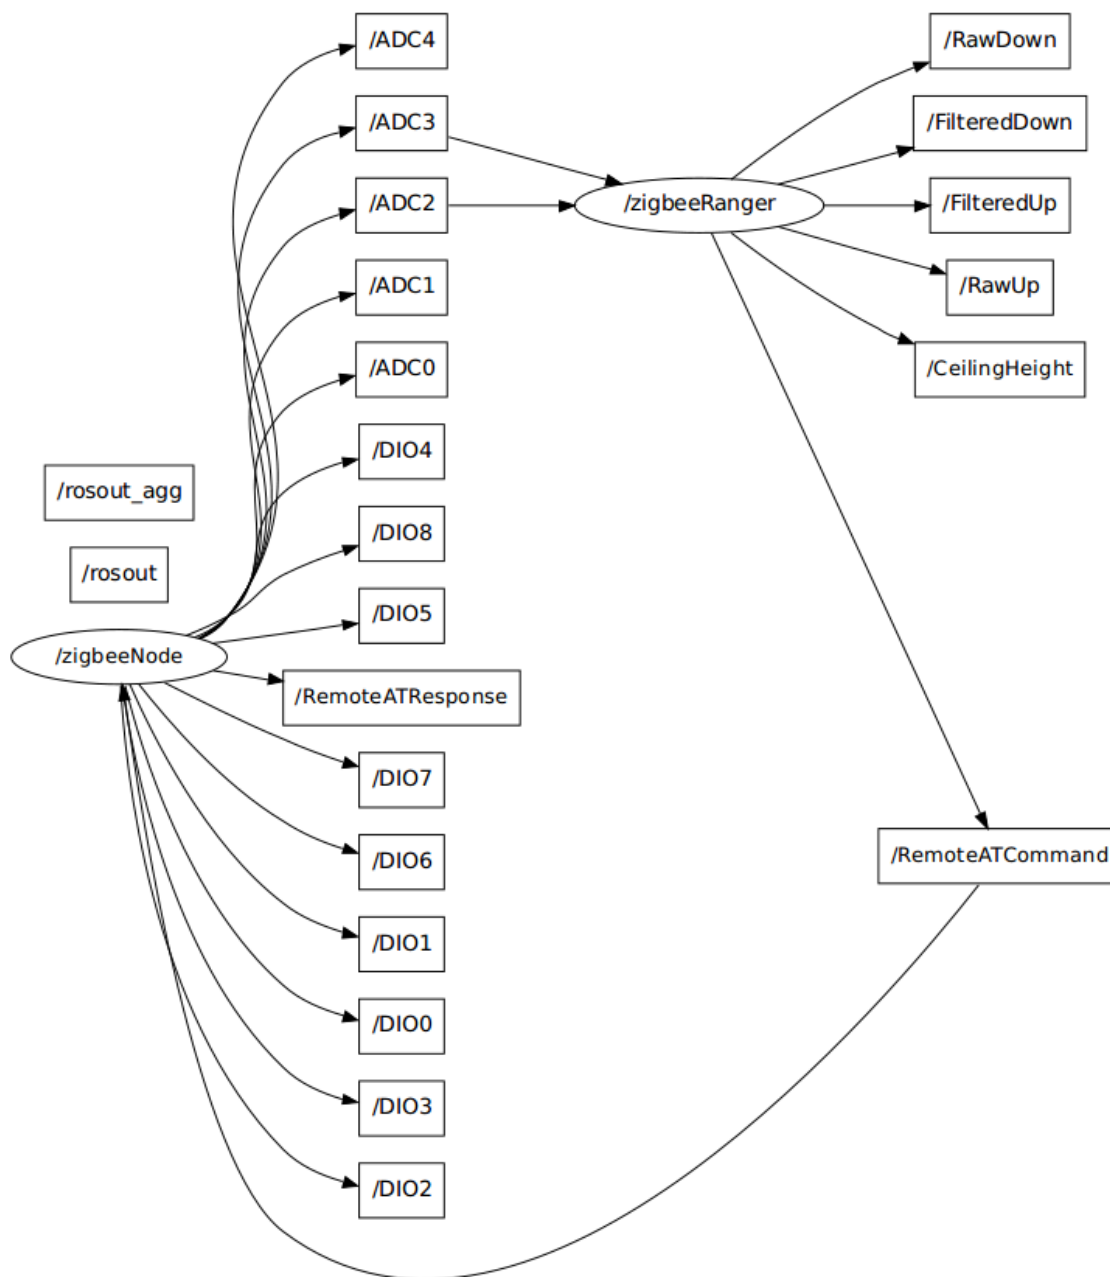 /ADC4
/RawDown
/ADC3
/FilteredDown
/ADC2
/zigbeeRanger
/FilteredUp
/ADC1
/RawUp
/ADC0
/CeilingHeight
/DIO4
/rosout_agg
/DIO8
/rosout
/DIO5
/zigbeeNode
/RemoteATResponse
/DIO7
/DIO6
/RemoteATCommand
/DIO1
/DIO0
/DIO3
/DIO2